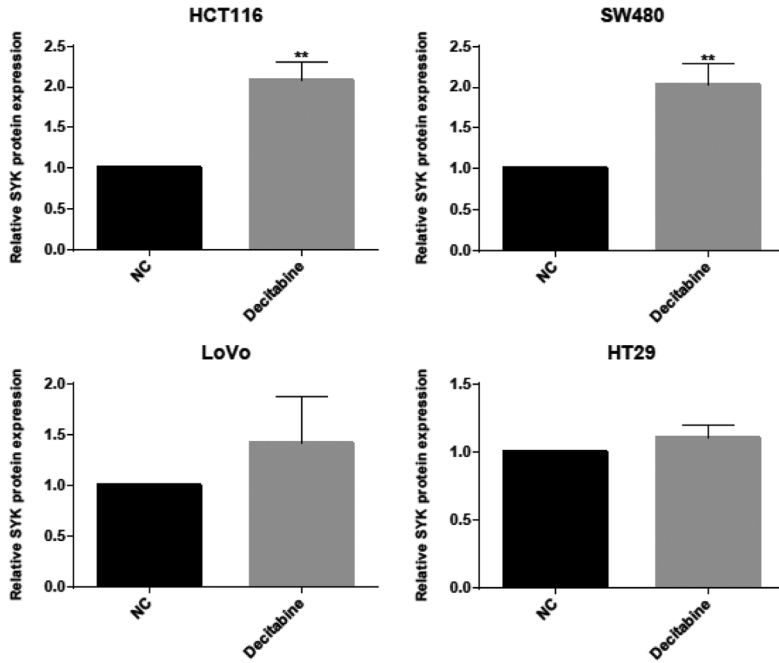 HCT116
Relative SYK protein expression
2.5
2.0
1.5
1.0
0.5
0.0
**
NC
Decitabine
SW480
Relative SYK protein expression
2.5
2.0
1.5
1.0
0.5
0.0
**
NC
Decitabine
LoVo
Relative SYK protein expression
2.0
1.5
1.0
0.5
0.0
NC
Decitabine
HT29
Relative SYK protein expression
1.5
1.0
0.5
0.0
NC
Decitabine